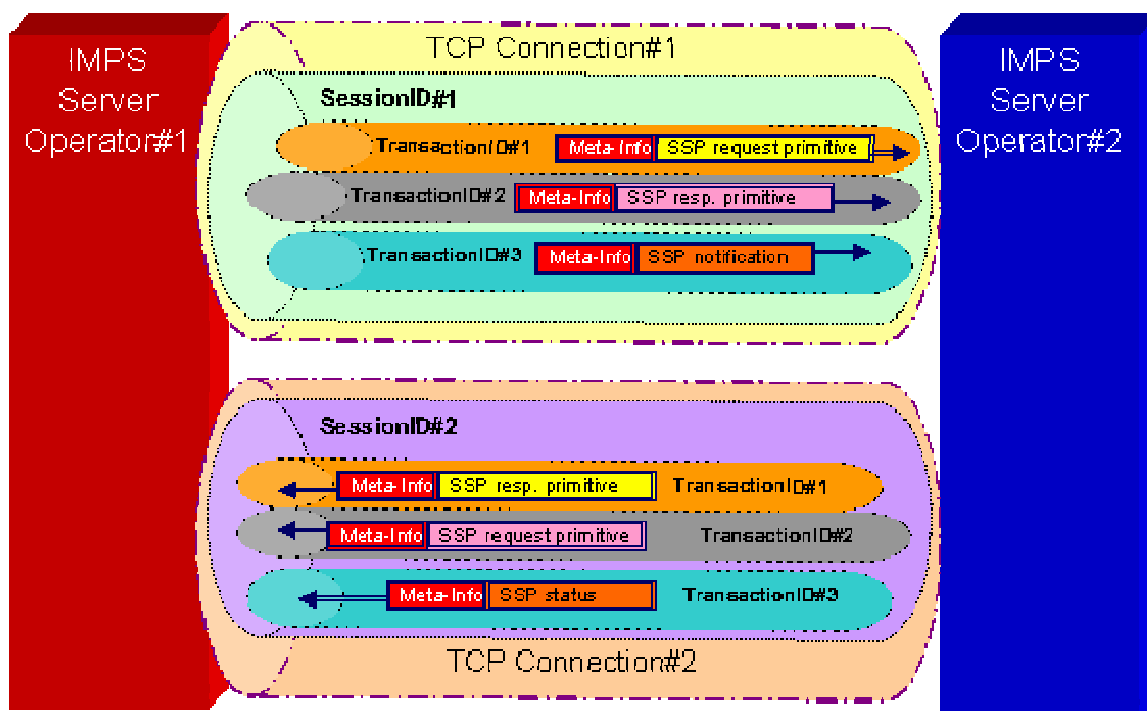 IMPS
Server
Operator#1
TCP Connection#1
SessionID#1
TransactionID#1 Meta-Info SSP request primitive
TransactionID#2 Meta-Info SSP resp. primitive
TransactionID#3 Meta-Info SSP notification
IMPS
Server
Operator#2
SessionID#2
Meta-Info SSP resp. primitive TransactionID#1
Meta-Info SSP request primitive TransactionID#2
Meta-Info SSP status TransactionID#3
TCP Connection#2